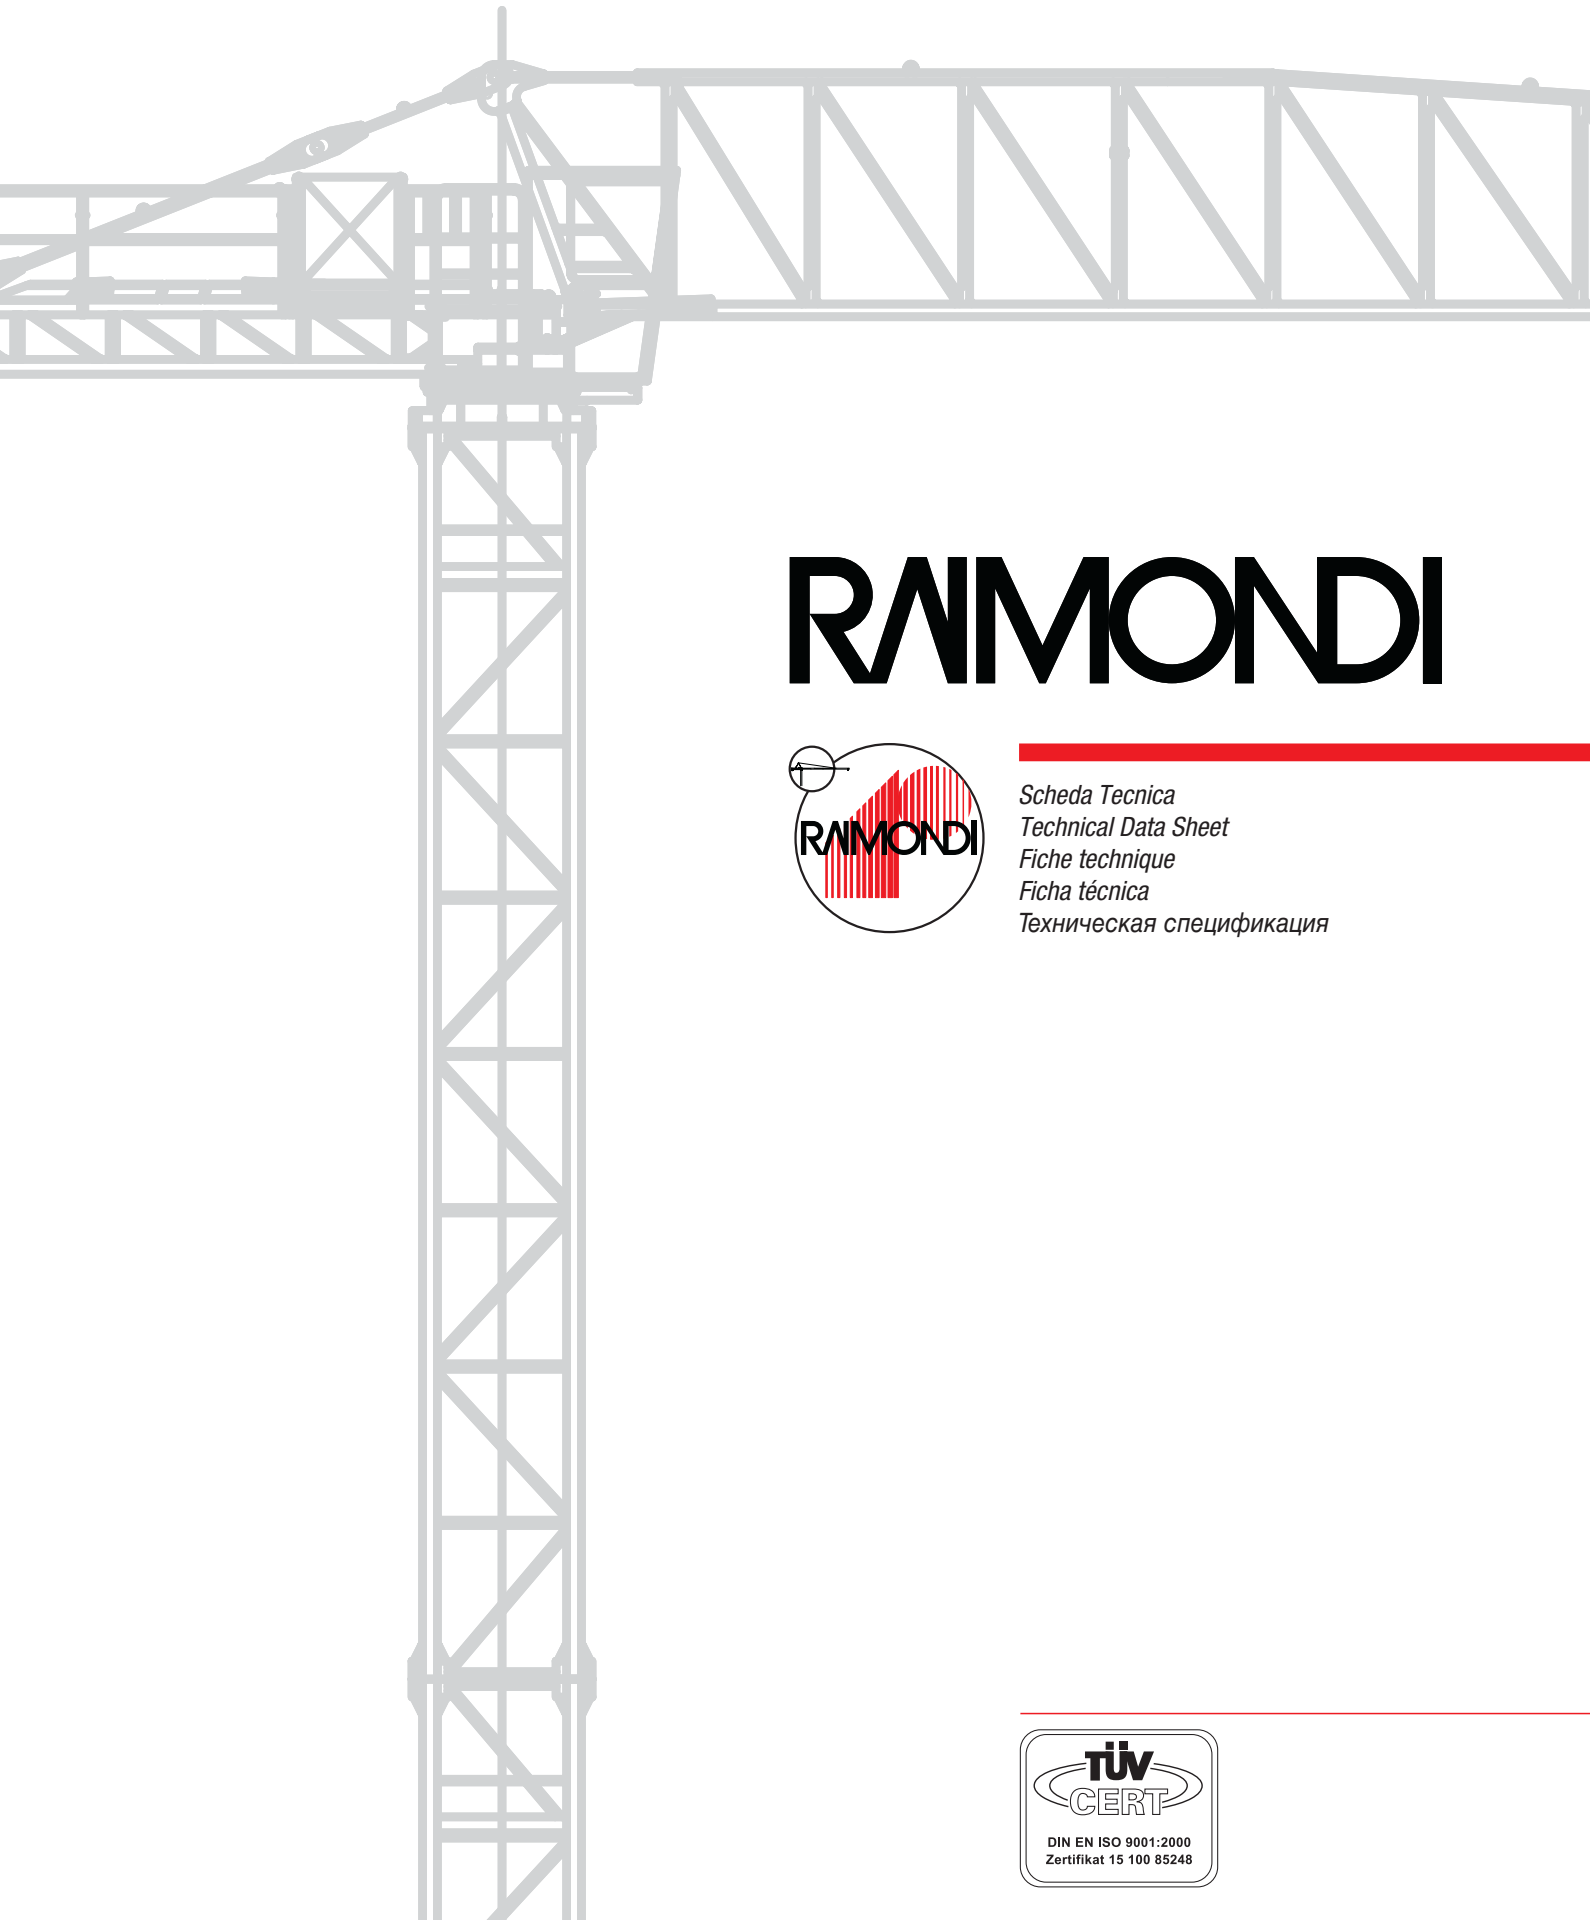 RAIMONDI
RAIMONDI
Scheda Tecnica
Technical Data Sheet
Fiche technique
Ficha técnica
Техническая спецификация
TÜV
CERT
DIN EN ISO 9001:2000
Zertifikat 15 100 85248